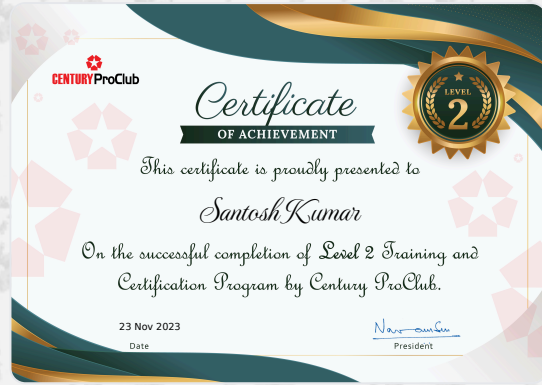 CENTURY ProClub
Certificate
OF ACHIEVEMENT
LEVEL
2
This certificate is proudly presented to
Santosh Kumar
On the successful completion of Level 2 Training and
Certification Program by Century ProClub.
23 Nov 2023
Date
President